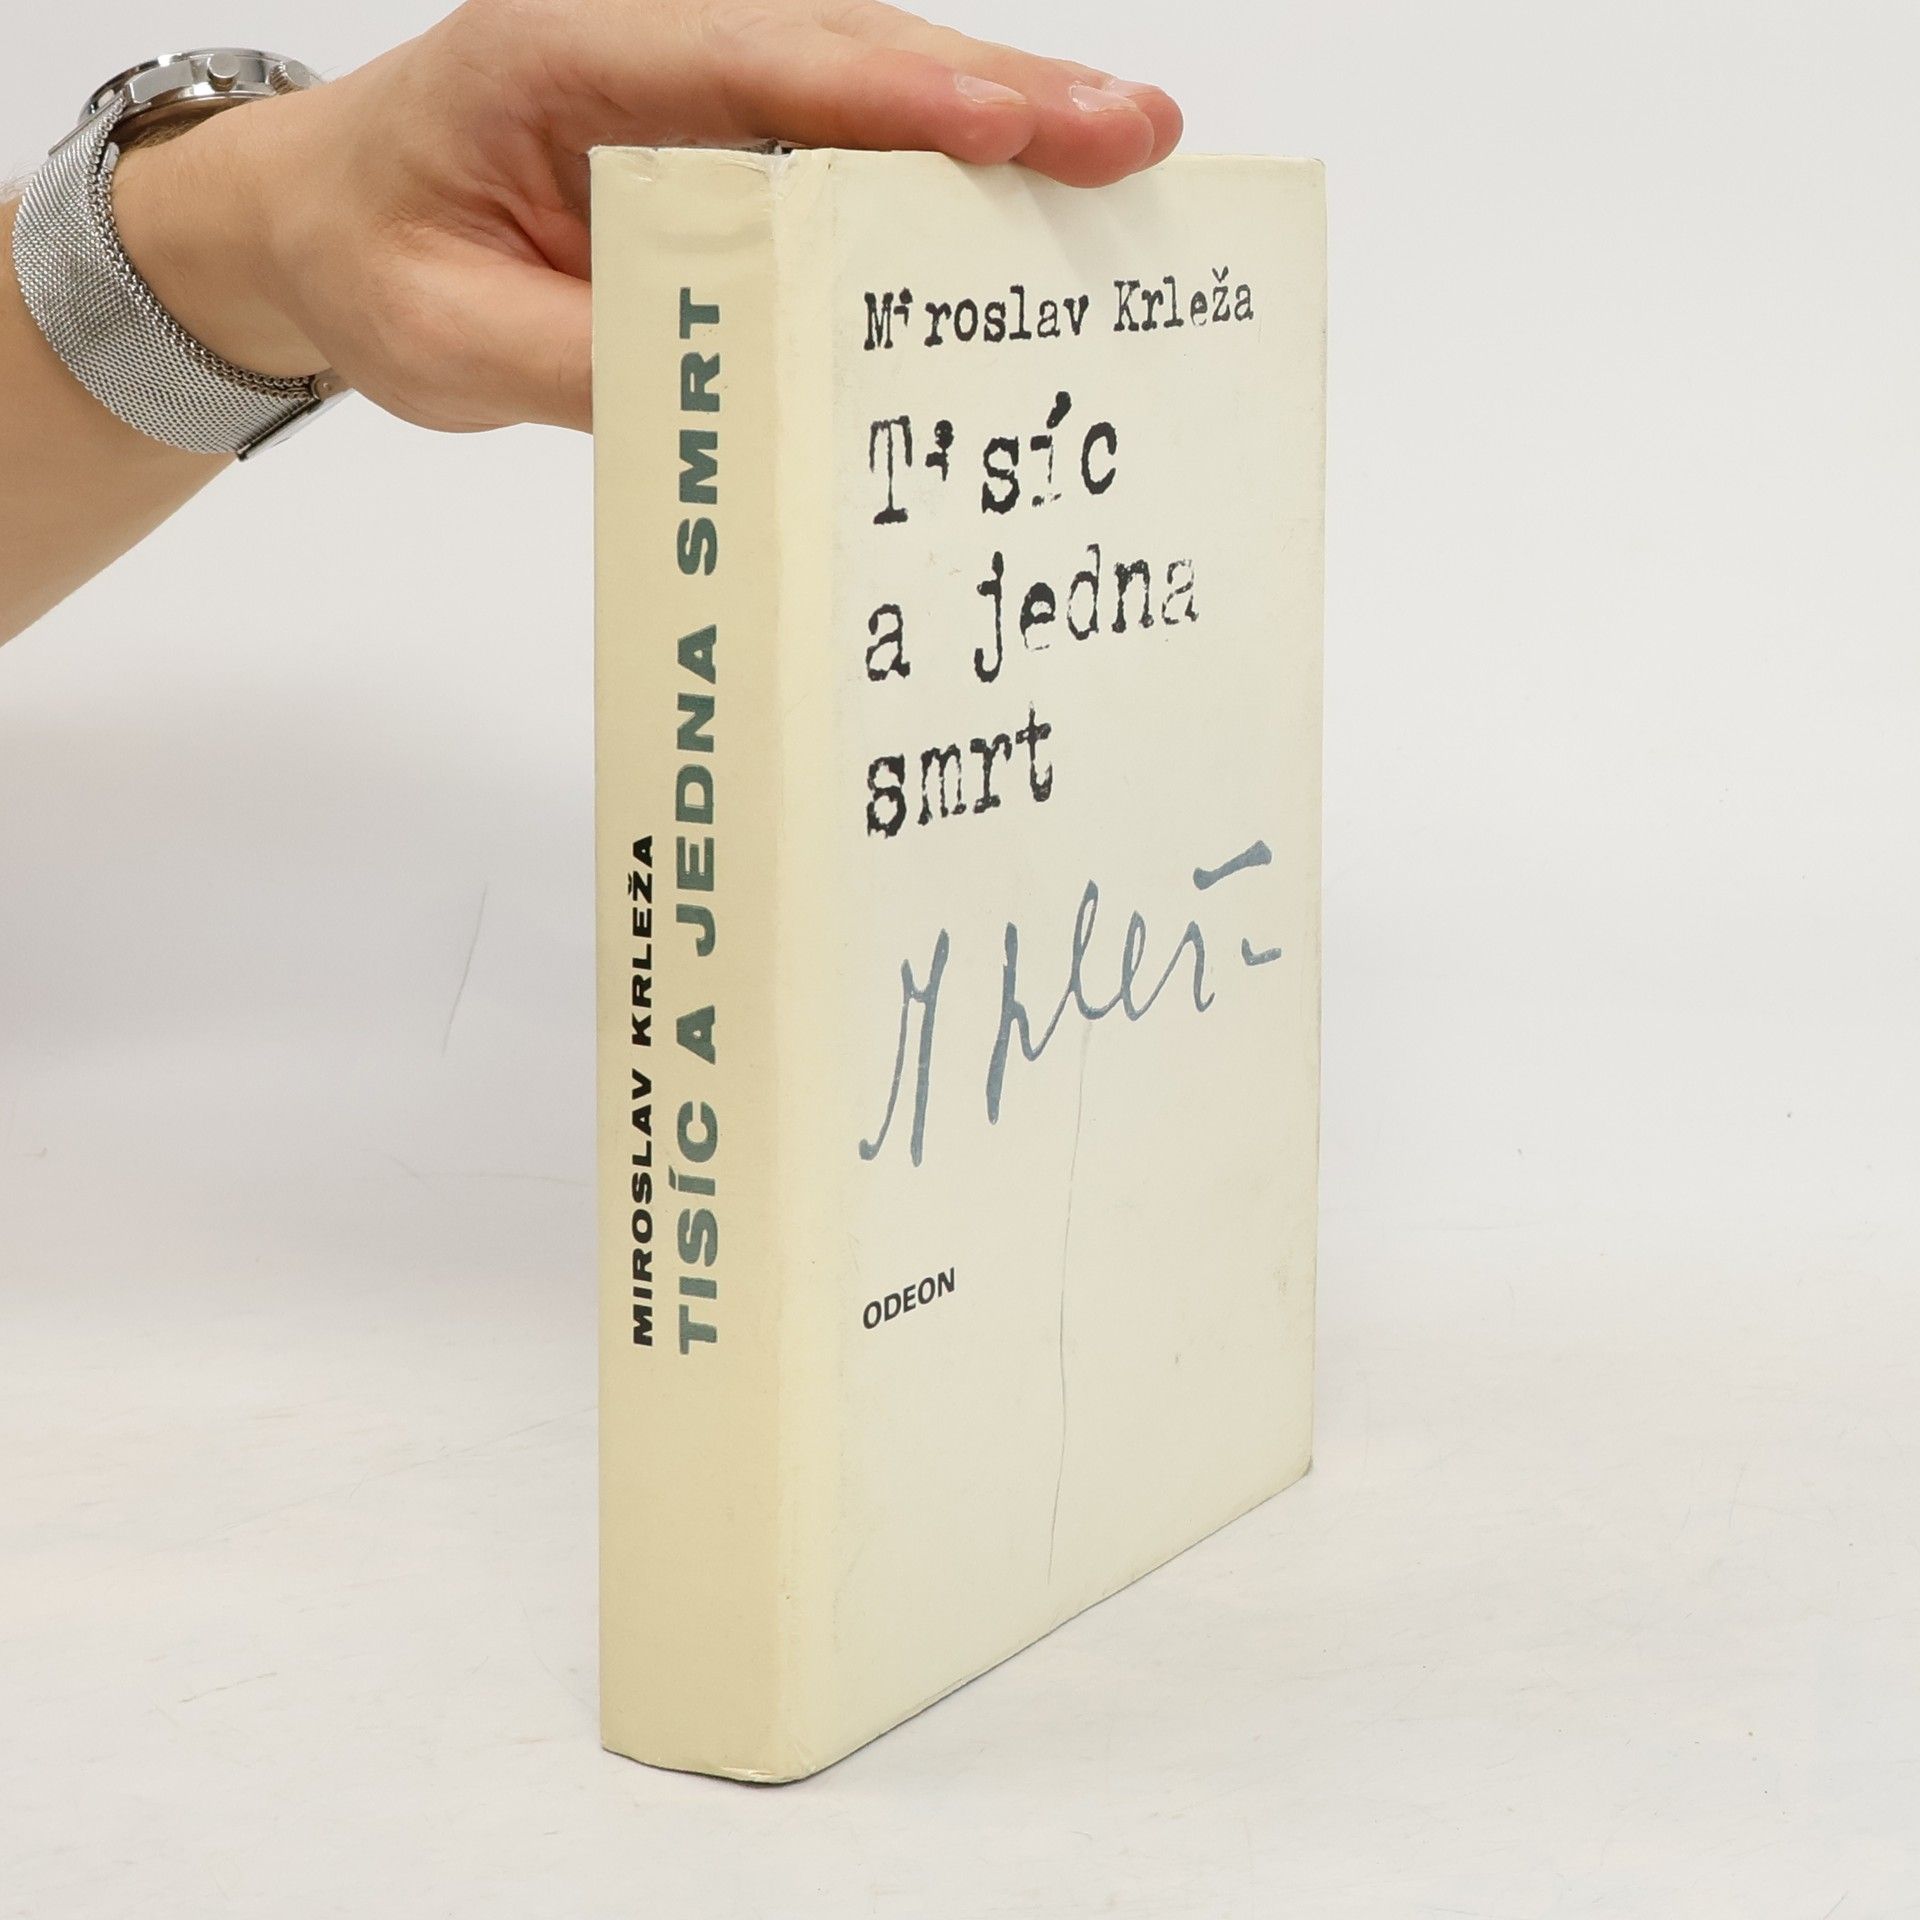 MIROSLAV KRLEŽA
TISÍC A JEDNA SMRT
Miroslav Krleža
Tisíc
a jedna
smrt
ODEON